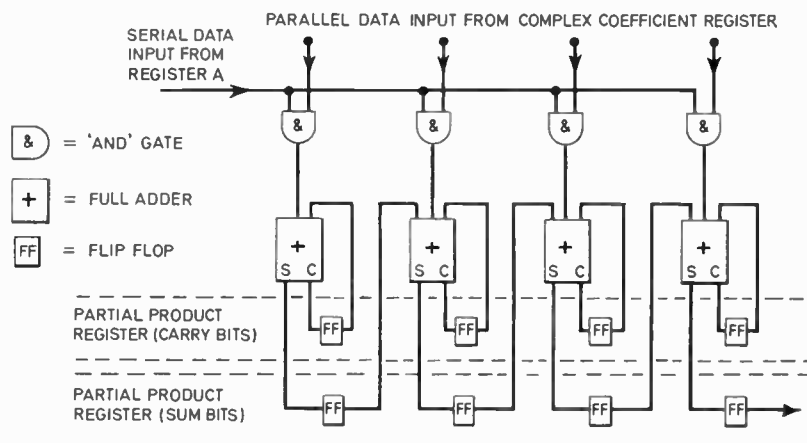 PARALLEL DATA INPUT FROM COMPLEX COEFFICIENT REGISTER
SERIAL DATA
INPUT FROM
REGISTER A
& & & &
& = 'AND' GATE
+ = FULL ADDER
FF = FLIP FLOP
+ + + +
S C S C S C S C
PARTIAL PRODUCT
REGISTER (CARRY BITS)
FF FF FF FF
PARTIAL PRODUCT
REGISTER (SUM BITS)
FF FF FF FF